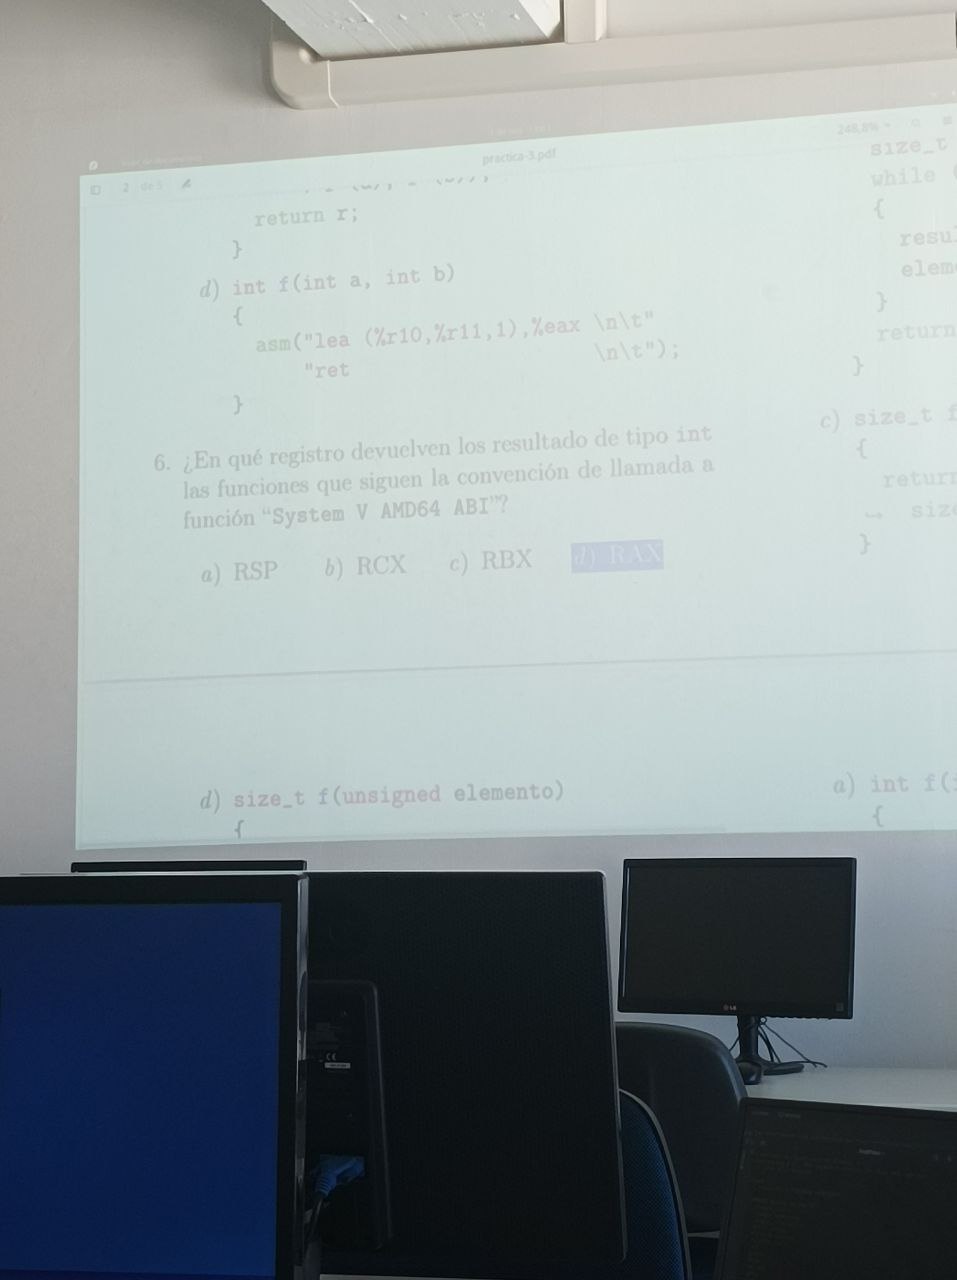 248,8%
practica-3.pdf
2 de 5
return r;
}
d) int f(int a, int b)
{
asm("lea (%r10,%r11,1),%eax \n\t"
"ret \n\t");
}
6. ¿En qué registro devuelven los resultado de tipo int
las funciones que siguen la convención de llamada a
función “System V AMD64 ABI”?
a) RSP b) RCX c) RBX d) RAX
d) size_t f(unsigned elemento)
{
size_t
while (
{
resu
elem
}
return
}
c) size_t f
{
return
size
}
a) int f(
{
LG